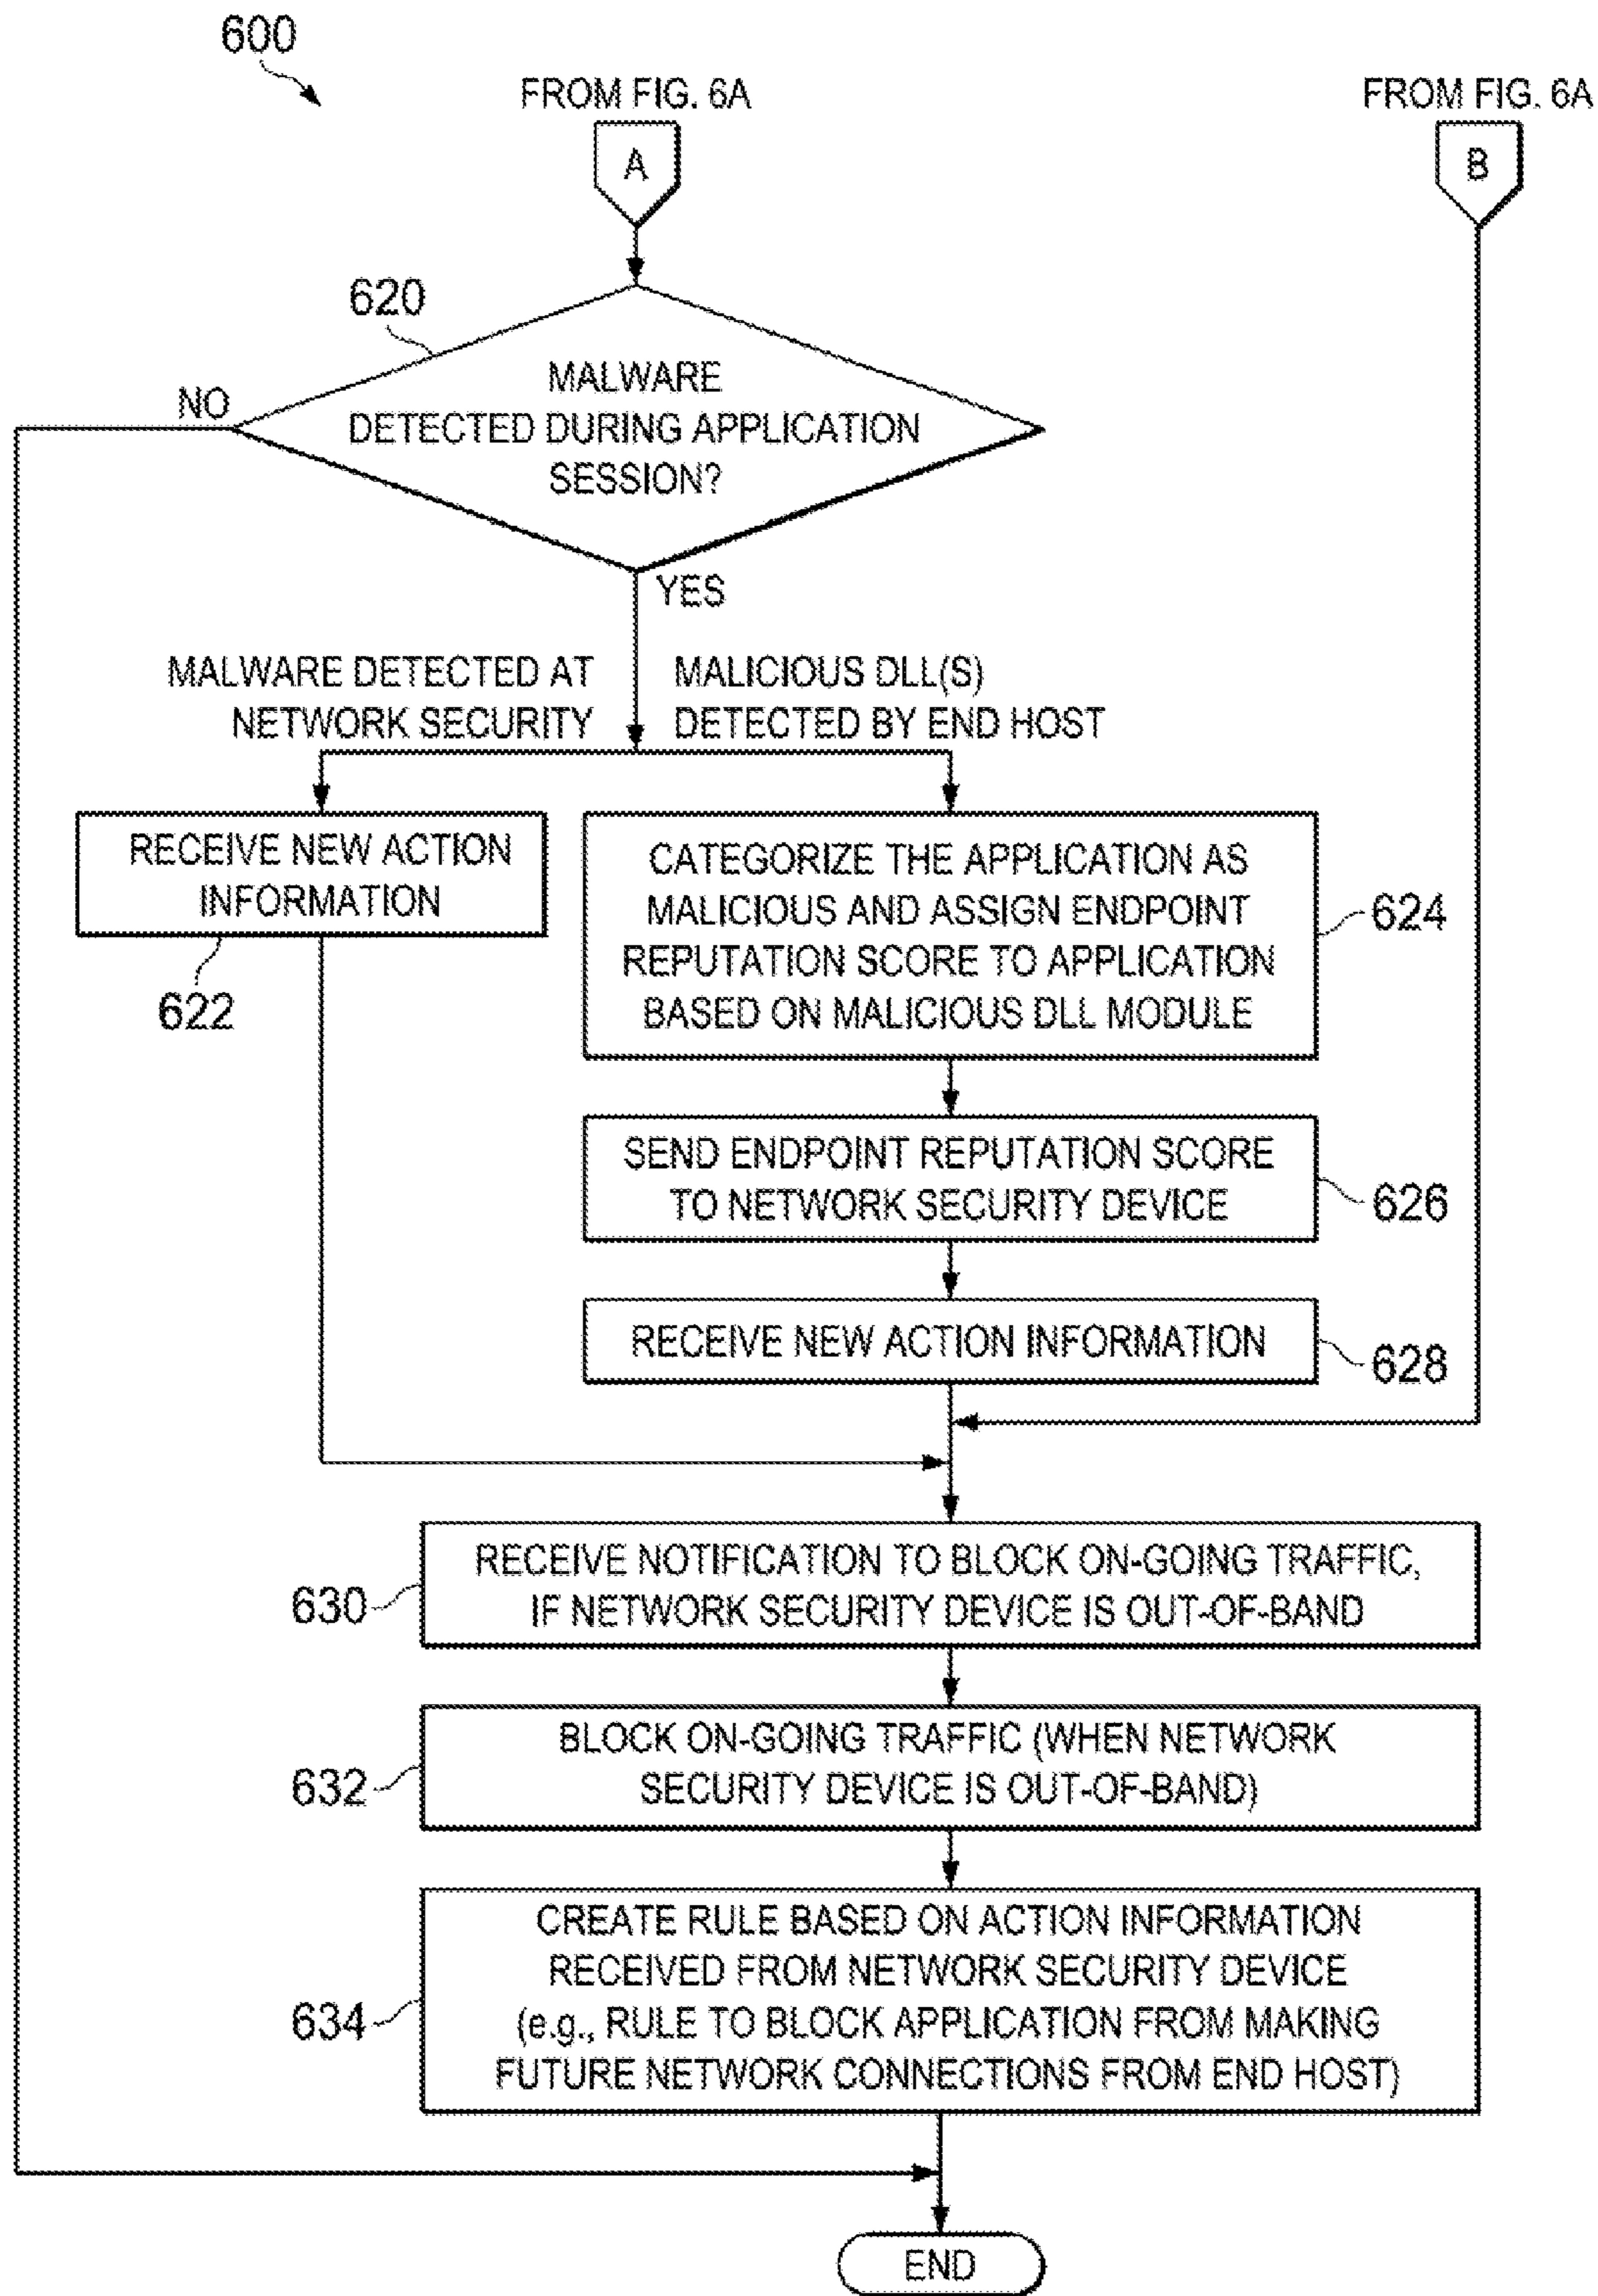 600
FROM FIG. 6A
FROM FIG. 6A
A
B
620
MALWARE
DETECTED DURING APPLICATION
SESSION?
NO
YES
MALWARE DETECTED AT
NETWORK SECURITY
MALICIOUS DLL(S)
DETECTED BY END HOST
RECEIVE NEW ACTION
INFORMATION
622
CATEGORIZE THE APPLICATION AS
MALICIOUS AND ASSIGN ENDPOINT
REPUTATION SCORE TO APPLICATION
BASED ON MALICIOUS DLL MODULE
624
SEND ENDPOINT REPUTATION SCORE
TO NETWORK SECURITY DEVICE
626
RECEIVE NEW ACTION INFORMATION
628
RECEIVE NOTIFICATION TO BLOCK ON-GOING TRAFFIC,
IF NETWORK SECURITY DEVICE IS OUT-OF-BAND
630
BLOCK ON-GOING TRAFFIC (WHEN NETWORK
SECURITY DEVICE IS OUT-OF-BAND)
632
CREATE RULE BASED ON ACTION INFORMATION
RECEIVED FROM NETWORK SECURITY DEVICE
(e.g., RULE TO BLOCK APPLICATION FROM MAKING
FUTURE NETWORK CONNECTIONS FROM END HOST)
634
END